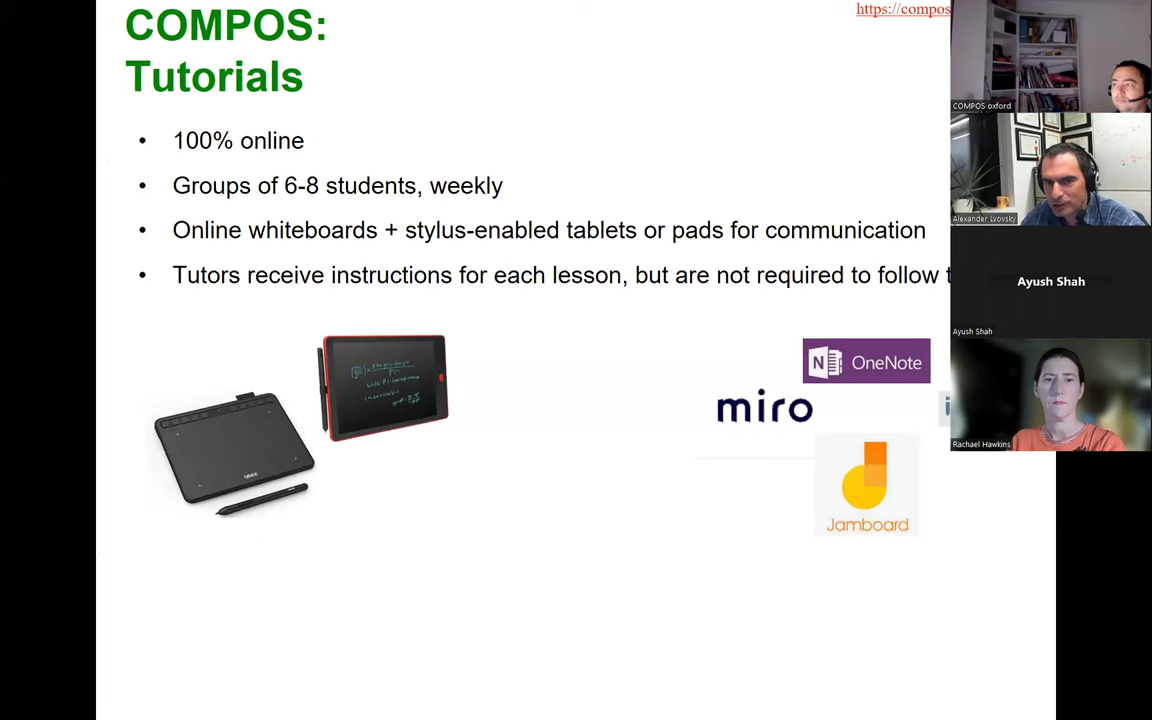 COMPOS:
Tutorials
https://compos
• 100% online
• Groups of 6-8 students, weekly
• Online whiteboards + stylus-enabled tablets or pads for communication
• Tutors receive instructions for each lesson, but are not required to follow t
OneNote
miro
Jamboard
COMPOS oxford
Alexander Lvovsky
Ayush Shah
Ayush Shah
Rachael Hawkins